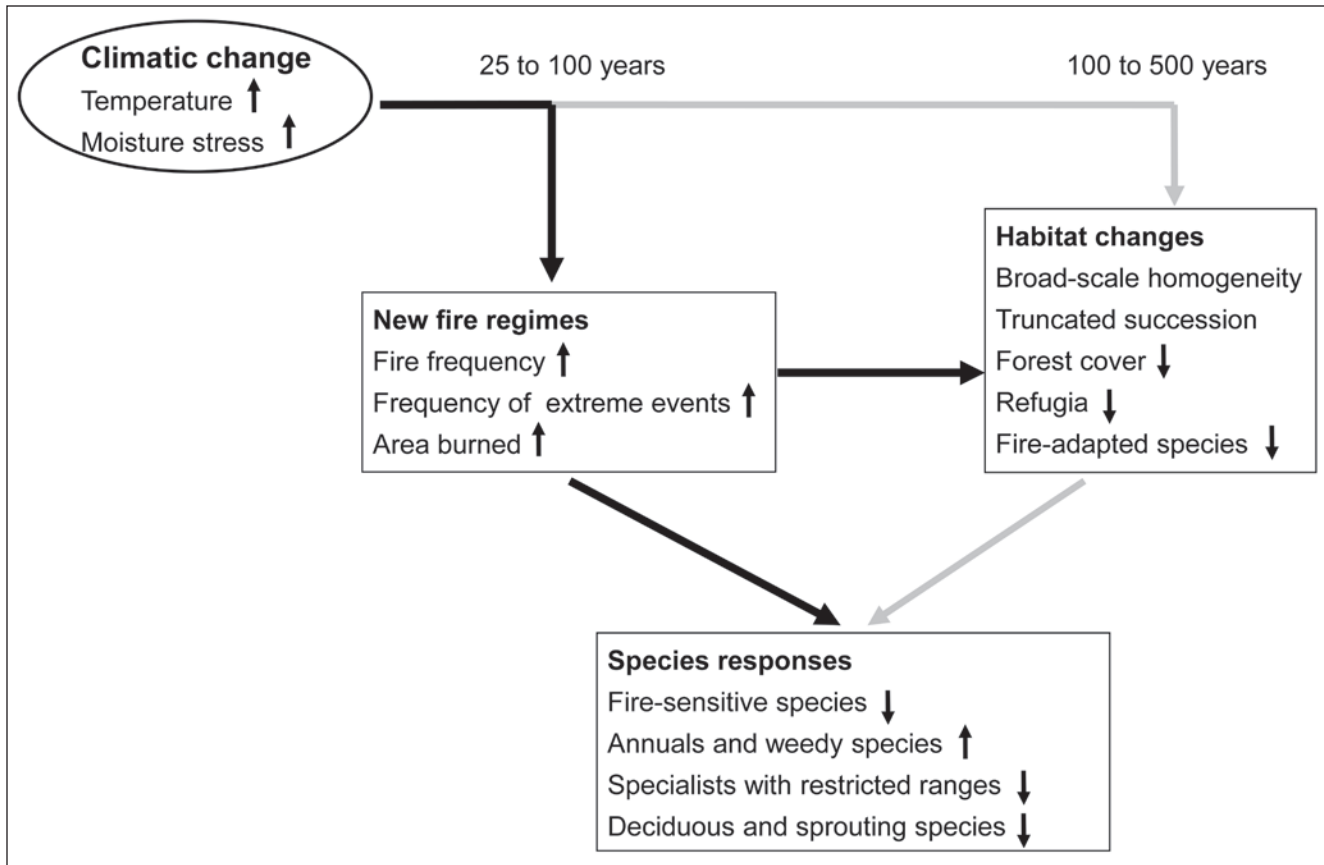 Climatic change
Temperature ↑
Moisture stress ↑
25 to 100 years
100 to 500 years
New fire regimes
Fire frequency ↑
Frequency of extreme events ↑
Area burned ↑
Habitat changes
Broad-scale homogeneity
Truncated succession
Forest cover ↓
Refugia ↓
Fire-adapted species ↓
Species responses
Fire-sensitive species ↓
Annuals and weedy species ↑
Specialists with restricted ranges ↓
Deciduous and sprouting species ↓